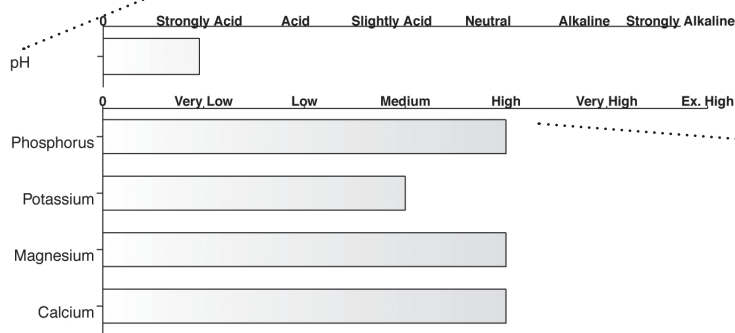 0 Strongly Acid Acid Slightly Acid Neutral Alkaline Strongly Alkaline
pH
0 Very Low Low Medium High Very High Ex. High
Phosphorus
Potassium
Magnesium
Calcium